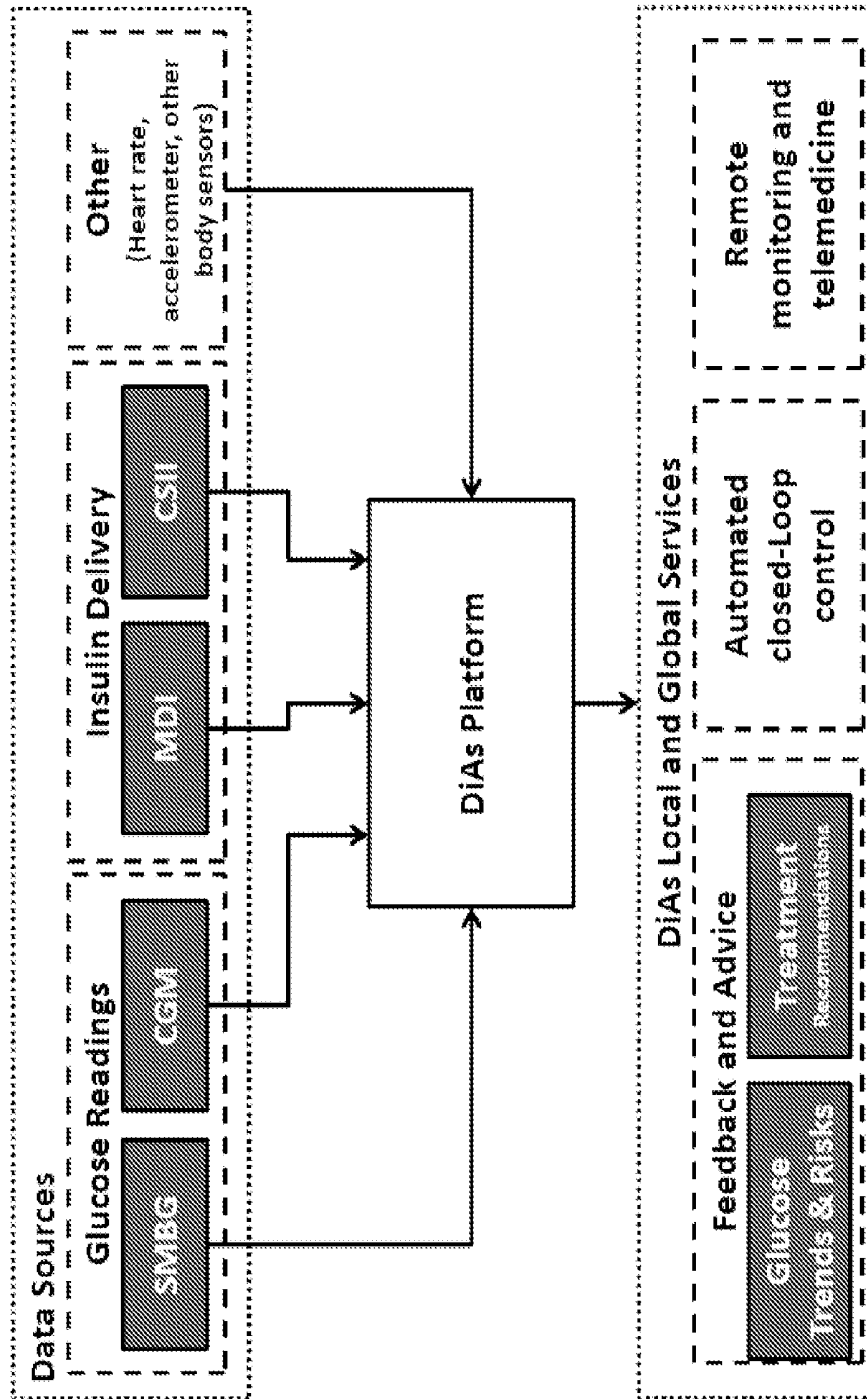 Data Sources
Glucose Readings
SMBG
CGM
Insulin Delivery
MDI
CSII
Other
(Heart rate,
accelerometer, other
body sensors)
DiAs Platform
DiAs Local and Global Services
Feedback and Advice
Glucose
Trends & Risks
Treatment
Recommendations
Automated
closed-Loop
control
Remote
monitoring and
telemedicine